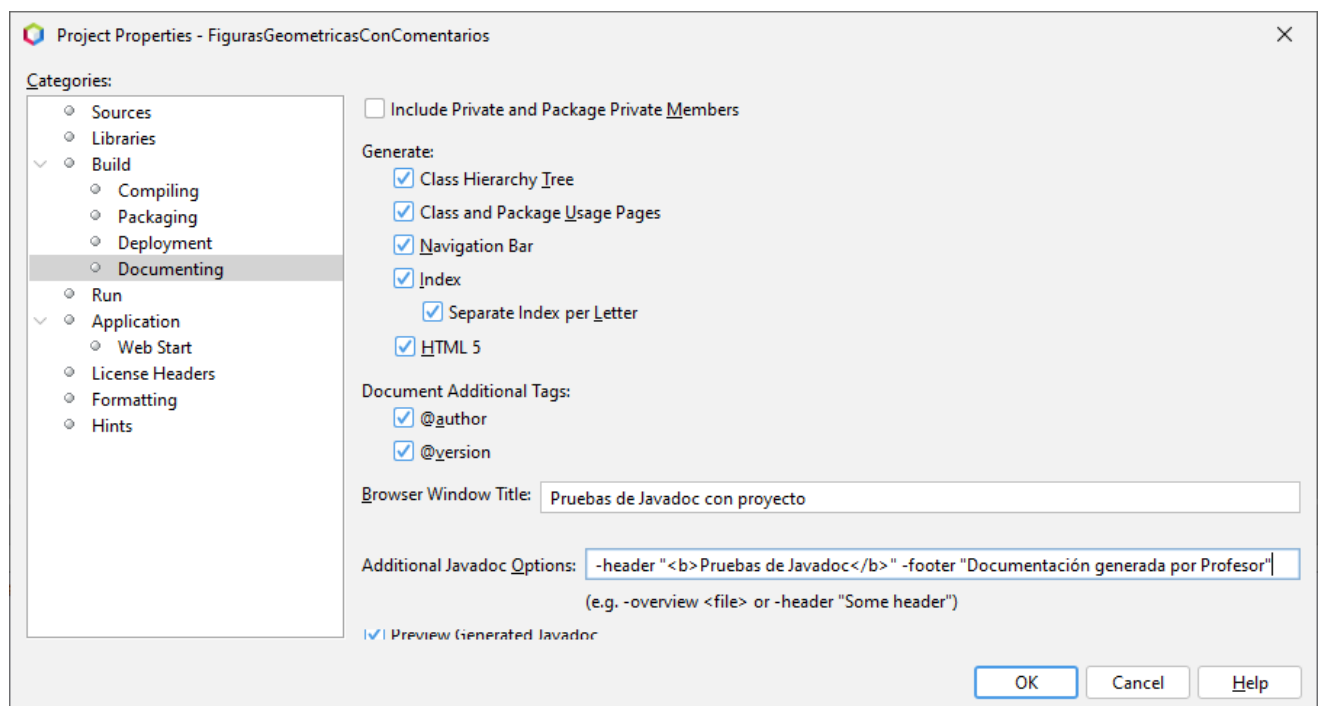 Project Properties - FigurasGeometricasConComentarios
Categories:
Sources
Libraries
Build
Compiling
Packaging
Deployment
Documenting
Run
Application
Web Start
License Headers
Formatting
Hints
Include Private and Package Private Members
Generate:
Class Hierarchy Tree
Class and Package Usage Pages
Navigation Bar
Index
Separate Index per Letter
HTML 5
Document Additional Tags:
@author
@version
Browser Window Title: Pruebas de Javadoc con proyecto
Additional Javadoc Options: -header "<b>Pruebas de Javadoc</b>" -footer "Documentación generada por Profesor"
(e.g. -overview <file> or -header "Some header")
Preview Generated Javadoc
OK Cancel Help